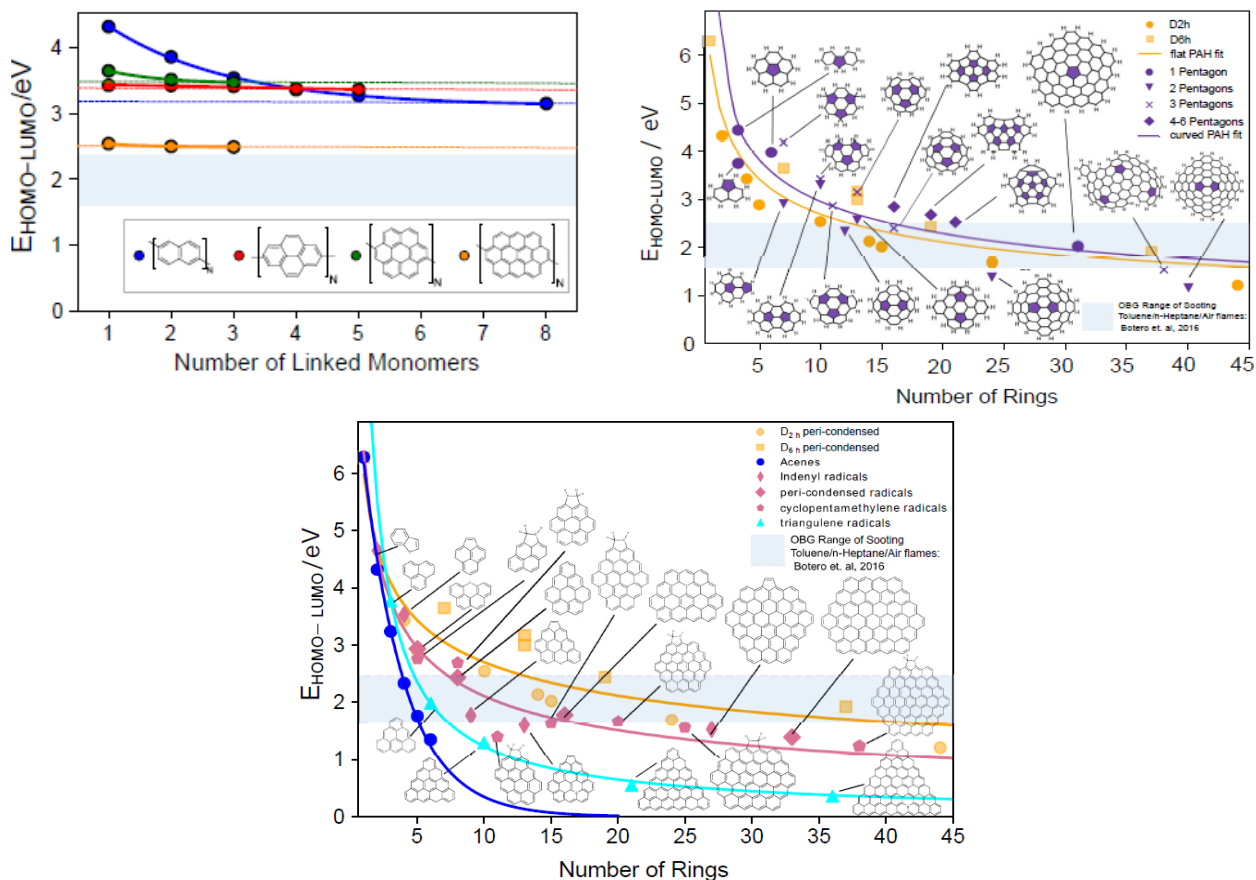 E_HOMO-LUMO/eV
4
3
2
1
0
N
N
N
N
1 2 3 4 5 6 7 8
Number of Linked Monomers
E_HOMO-LUMO / eV
6
5
4
3
2
1
0
D2h
D6h
flat PAH fit
1 Pentagon
2 Pentagons
3 Pentagons
4-6 Pentagons
curved PAH fit
OBG Range of Sooting
Toluene/n-Heptane/Air flames:
Botero et. al, 2016
5 10 15 20 25 30 35 40 45
Number of Rings
E_HOMO– LUMO / eV
6
5
4
3
2
1
0
D_2 h peri-condensed
D_6 h peri-condensed
Acenes
Indenyl radicals
peri-condensed radicals
cyclopentamethylene radicals
triangulene radicals
OBG Range of Sooting
Toluene/n-Heptane/Air flames:
Botero et. al, 2016
5 10 15 20 25 30 35 40 45
Number of Rings